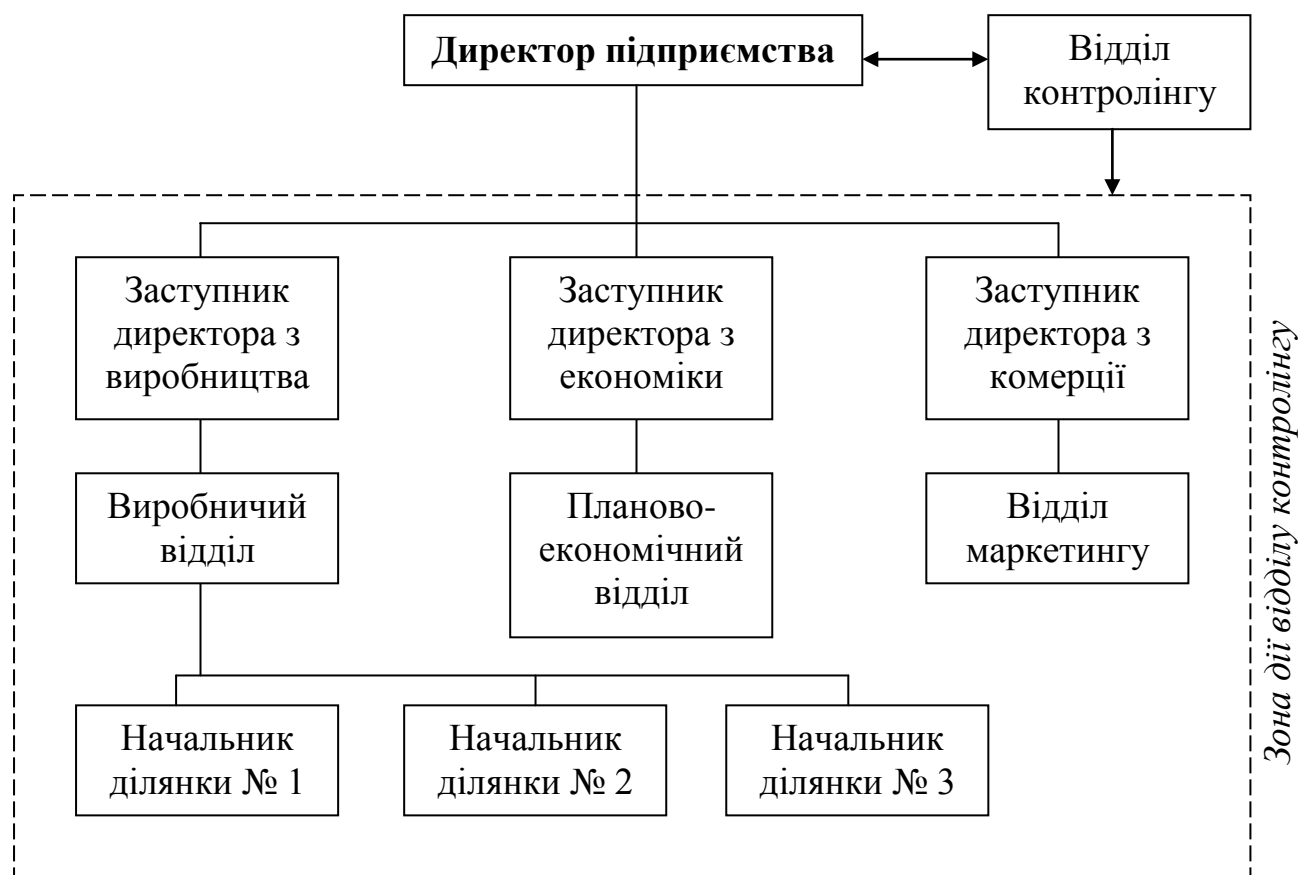 Директор підприємства
Відділ
контролінгу
Заступник
директора з
виробництва
Заступник
директора з
економіки
Заступник
директора з
комерції
Виробничий
відділ
Планово-
економічний
відділ
Відділ
маркетингу
Начальник
ділянки № 1
Начальник
ділянки № 2
Начальник
ділянки № 3
Зона дії відділу контролінгу